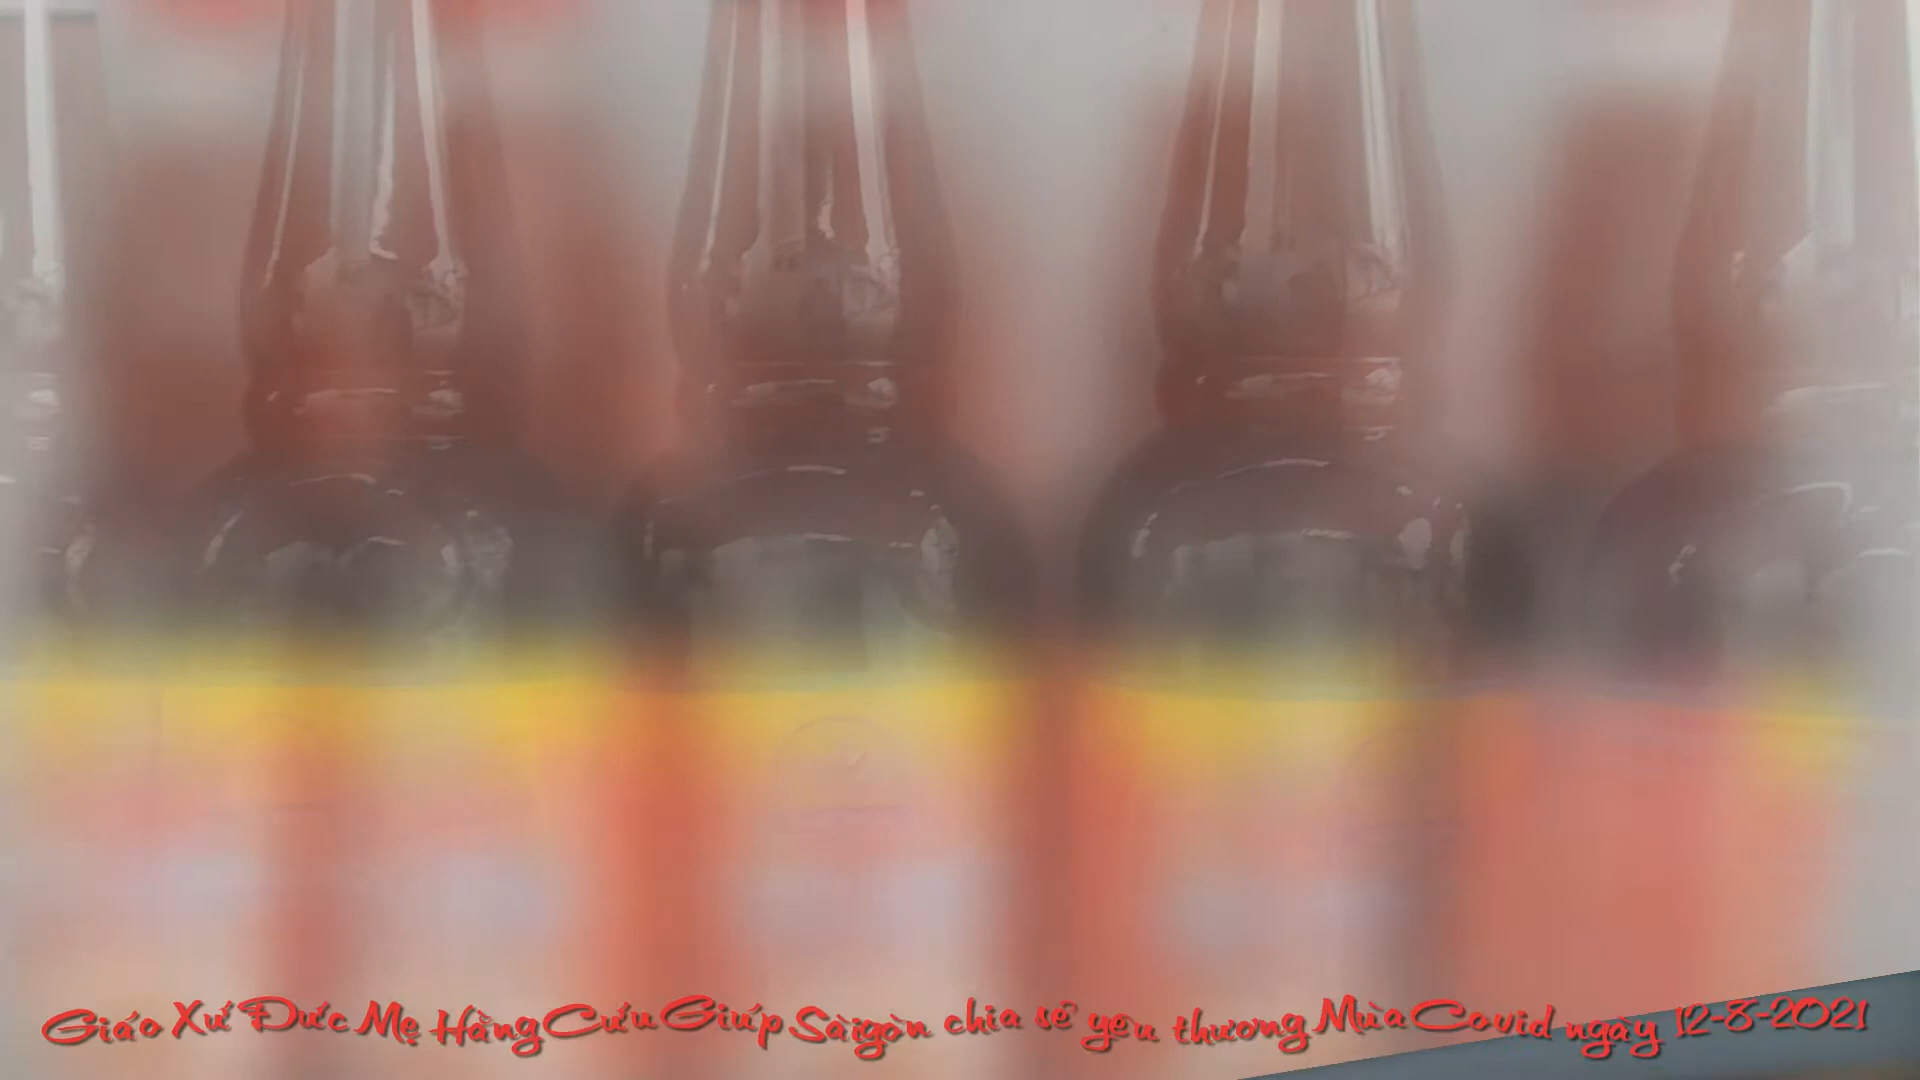 Giáo Xứ Đức Mẹ Hằng Cứu Giúp Sàigòn chia sẻ yêu thương Mùa Covid ngày 12-8-2021